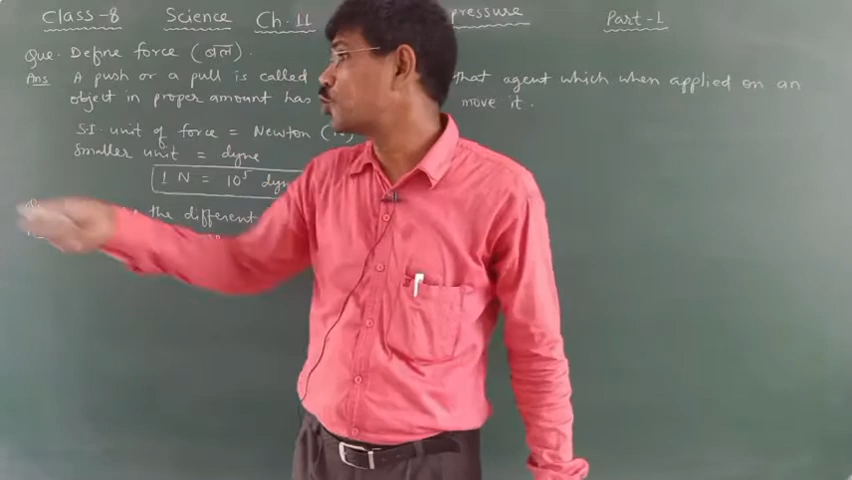 Class-8 Science Ch. 11 pressure Part-1
Que. Define force (बल).
Ans A push or a pull is called that agent which when applied on an
object in proper amount has move it.
S.I. unit of force = Newton (
Smaller unit = dyne
1 N = 10⁵ dyn
the different